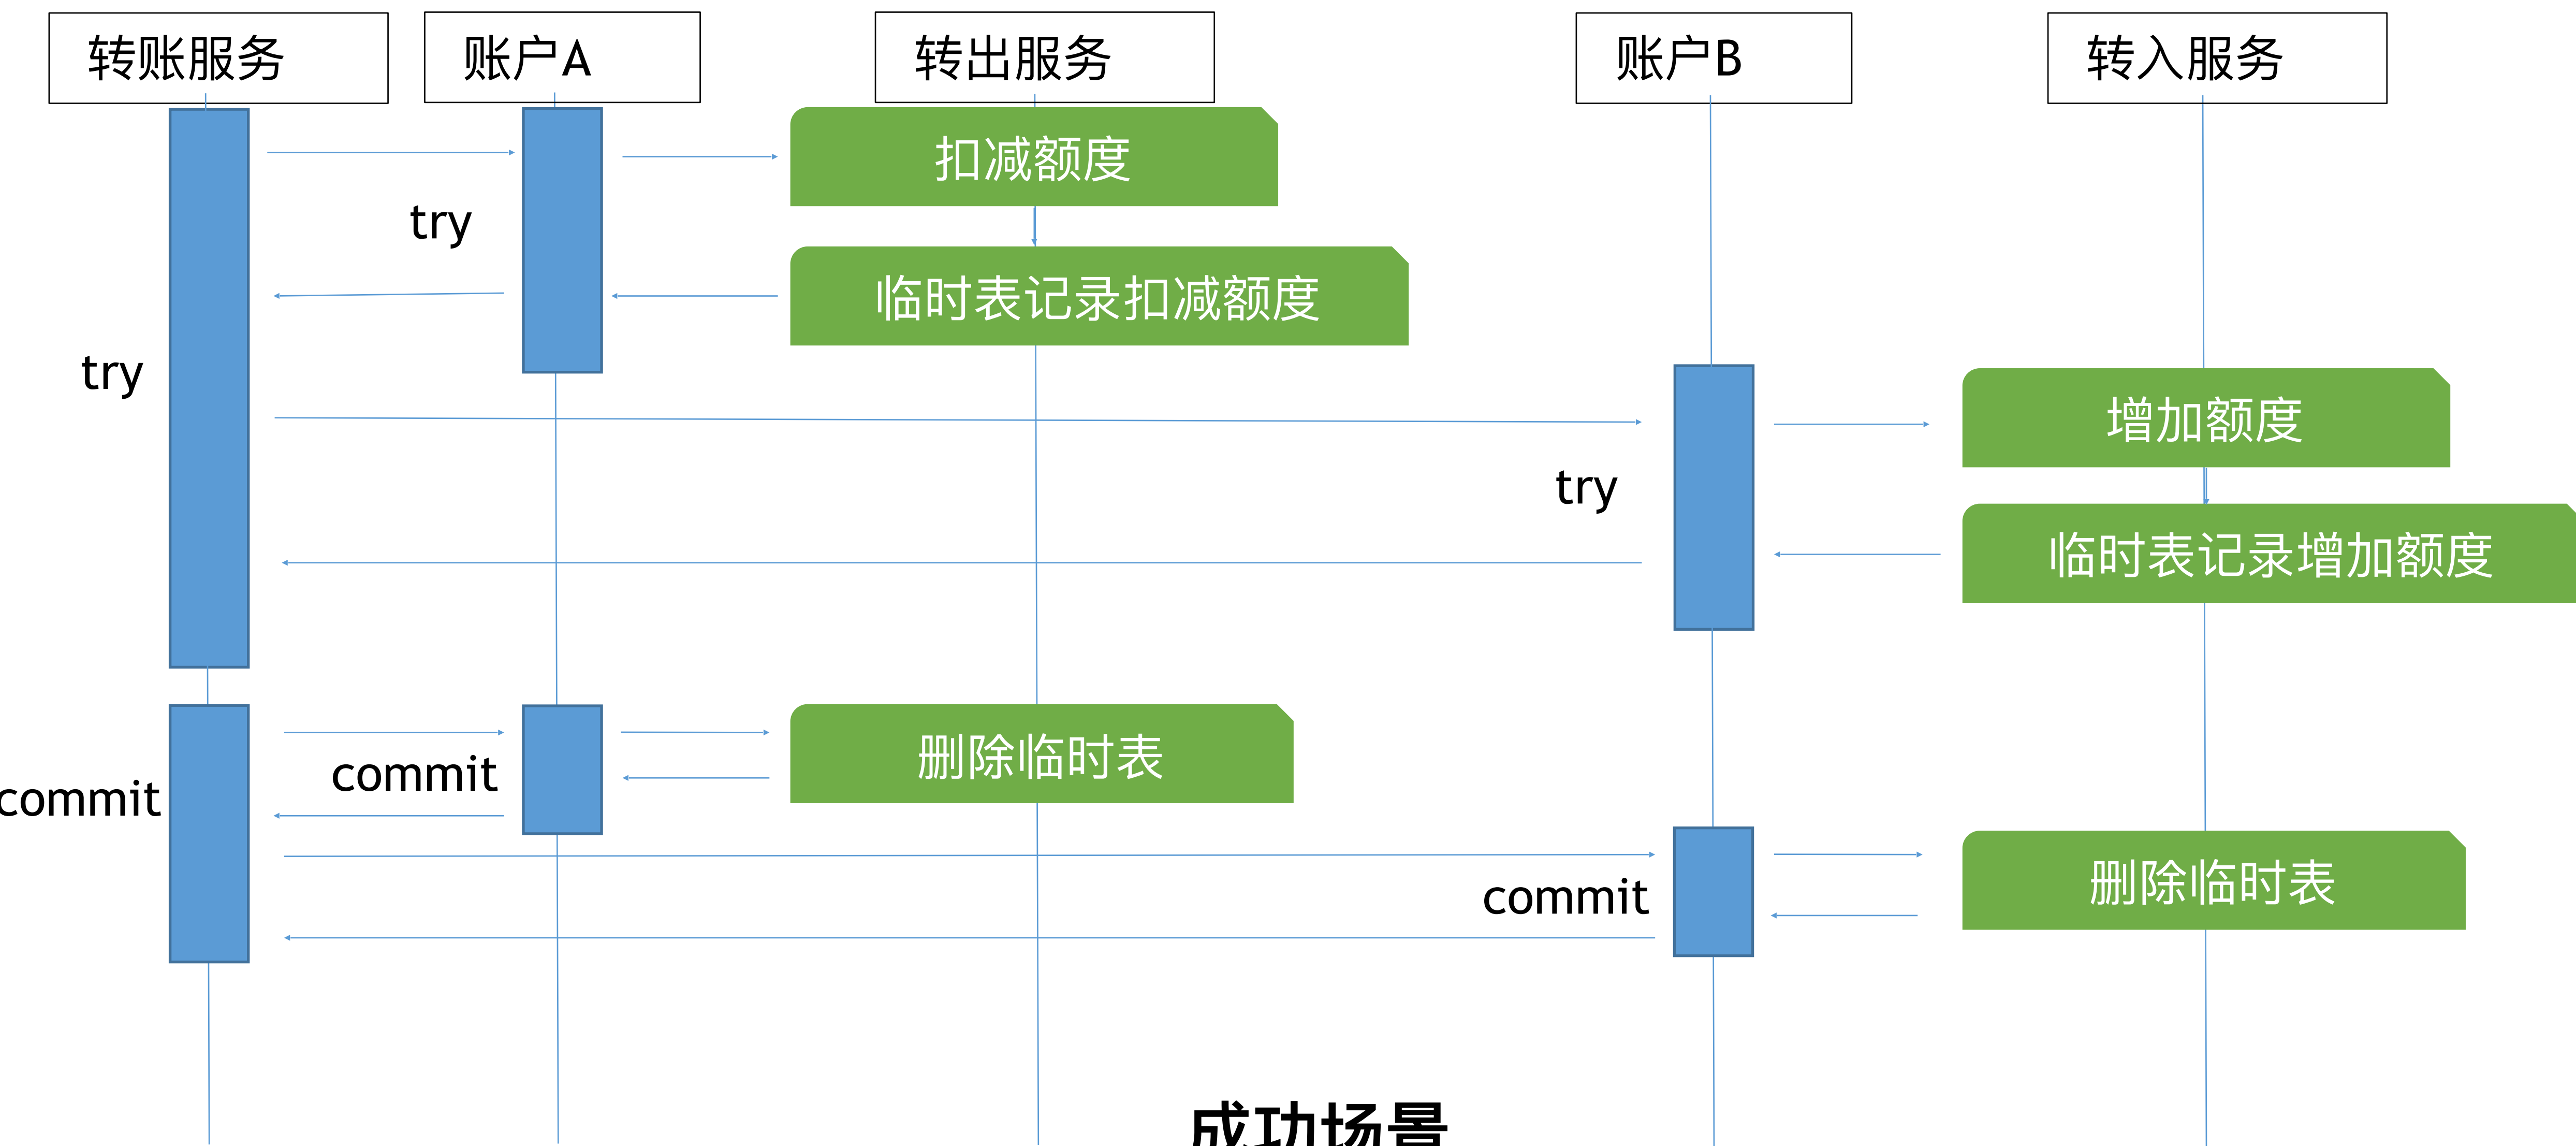 转账服务
账户A
转出服务
账户B
转入服务
扣减额度
try
临时表记录扣减额度
try
增加额度
try
临时表记录增加额度
删除临时表
commit
commit
删除临时表
commit
成功场景